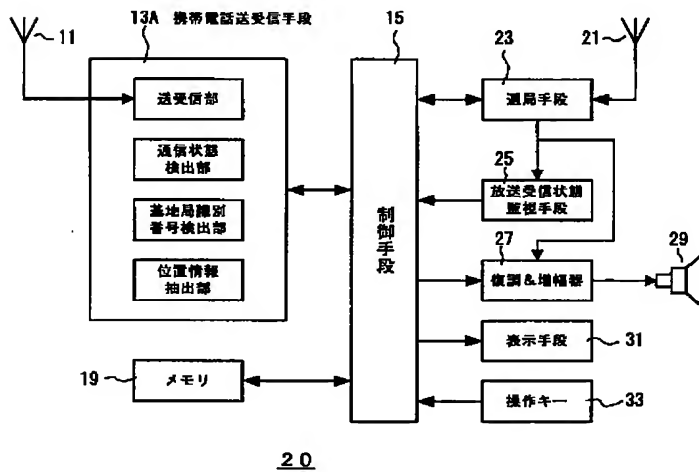 11
13A 携帯電話送受信手段
送受信部
通信状態
検出部
基地局識別
番号検出部
位置情報
抽出部
19
メモリ
15
制御手段
23
選局手段
21
25
放送受信状態
監視手段
27
復調&増幅器
29
表示手段
31
操作キー
33
20